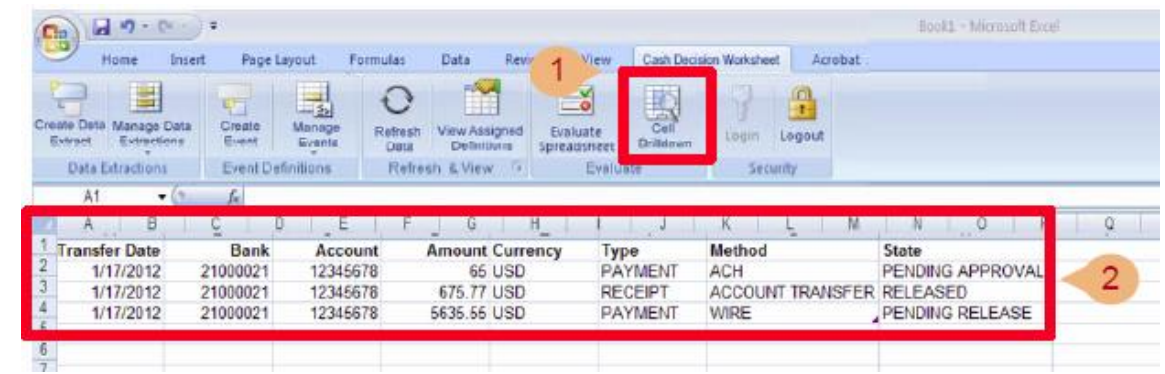 Book1 - Microsoft Excel
Home Insert Page Layout Formulas Data View Cash Decision Worksheet Acrobat
1
Create Data Extract Manage Data Extractions Create Event Manage Events Refresh Data View Assigned Definitions Evaluate Spreadsheet Cell Drilldown Login Logout
Data Extractions Event Definitions Refresh & View Evaluate Security
A1 fx
A B C D E F G H I J K L M N O Q
1 Transfer Date Bank Account Amount Currency Type Method State
2 1/17/2012 21000021 12345678 65 USD PAYMENT ACH PENDING APPROVAL
3 1/17/2012 21000021 12345678 675.77 USD RECEIPT ACCOUNT TRANSFER RELEASED
4 1/17/2012 21000021 12345678 5635.55 USD PAYMENT WIRE PENDING RELEASE
2
5
6
7